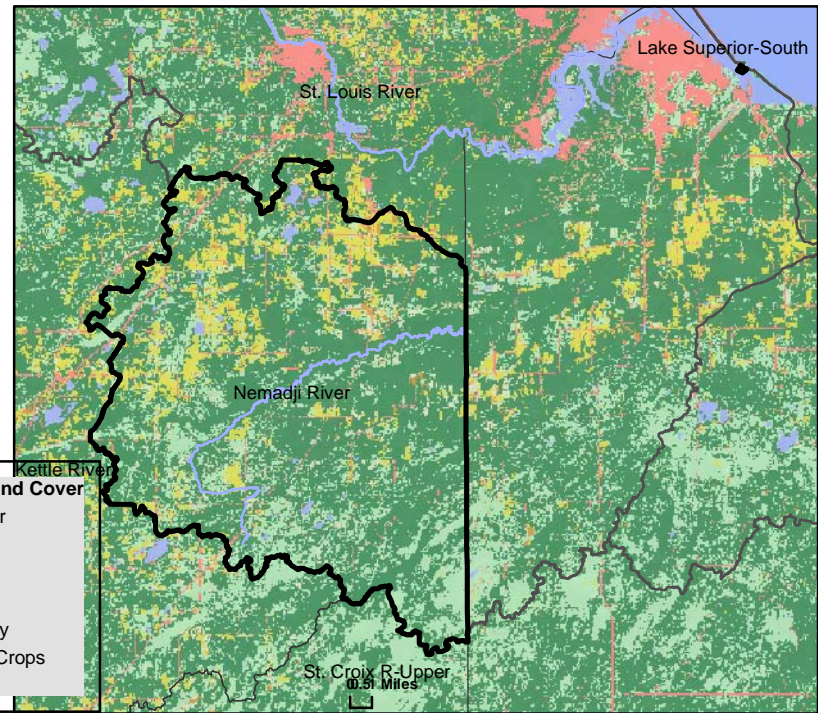 Lake Superior-South
St. Louis River
Nemadji River
Kettle River
nd Cover
r
y
Crops
St. Croix R-Upper
Miles